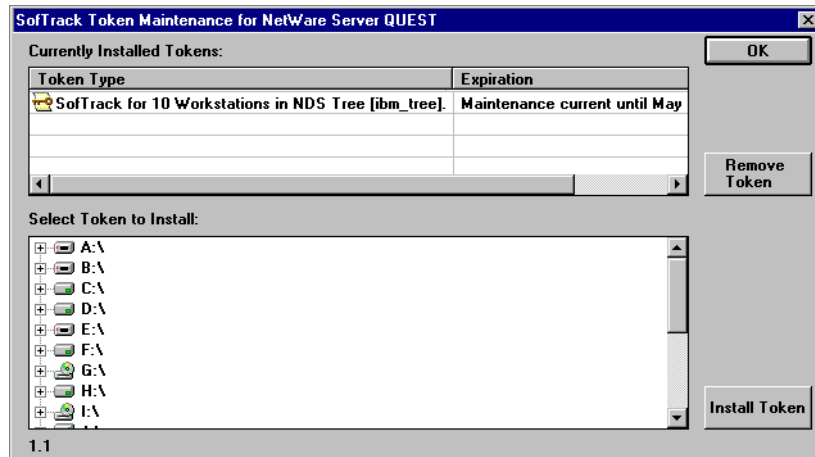 SofTrack Token Maintenance for NetWare Server QUEST
Currently Installed Tokens:
OK
Token Type Expiration
SofTrack for 10 Workstations in NDS Tree [ibm_tree]. Maintenance current until May
Remove
Token
Select Token to Install:
A:\
B:\
C:\
D:\
E:\
F:\
G:\
H:\
I:\
Install Token
1.1